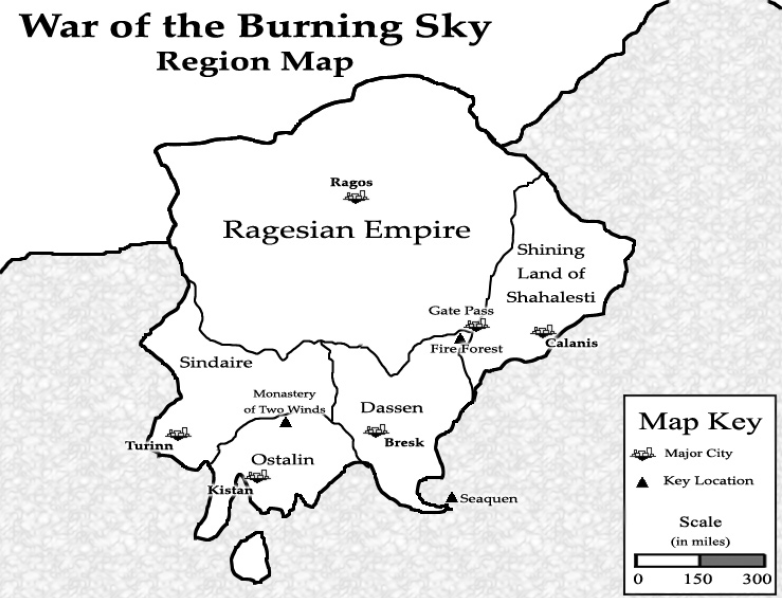 War of the Burning Sky
Region Map
Ragos
Ragesian Empire
Shining
Land of
Shahalesti
Gate Pass
Fire Forest
Calanis
Sindaire
Monastery
of Two Winds
Dassen
Turinn
Bresk
Ostalin
Kistan
Seaquen
Map Key
Major City
Key Location
Scale
(in miles)
0 150 300